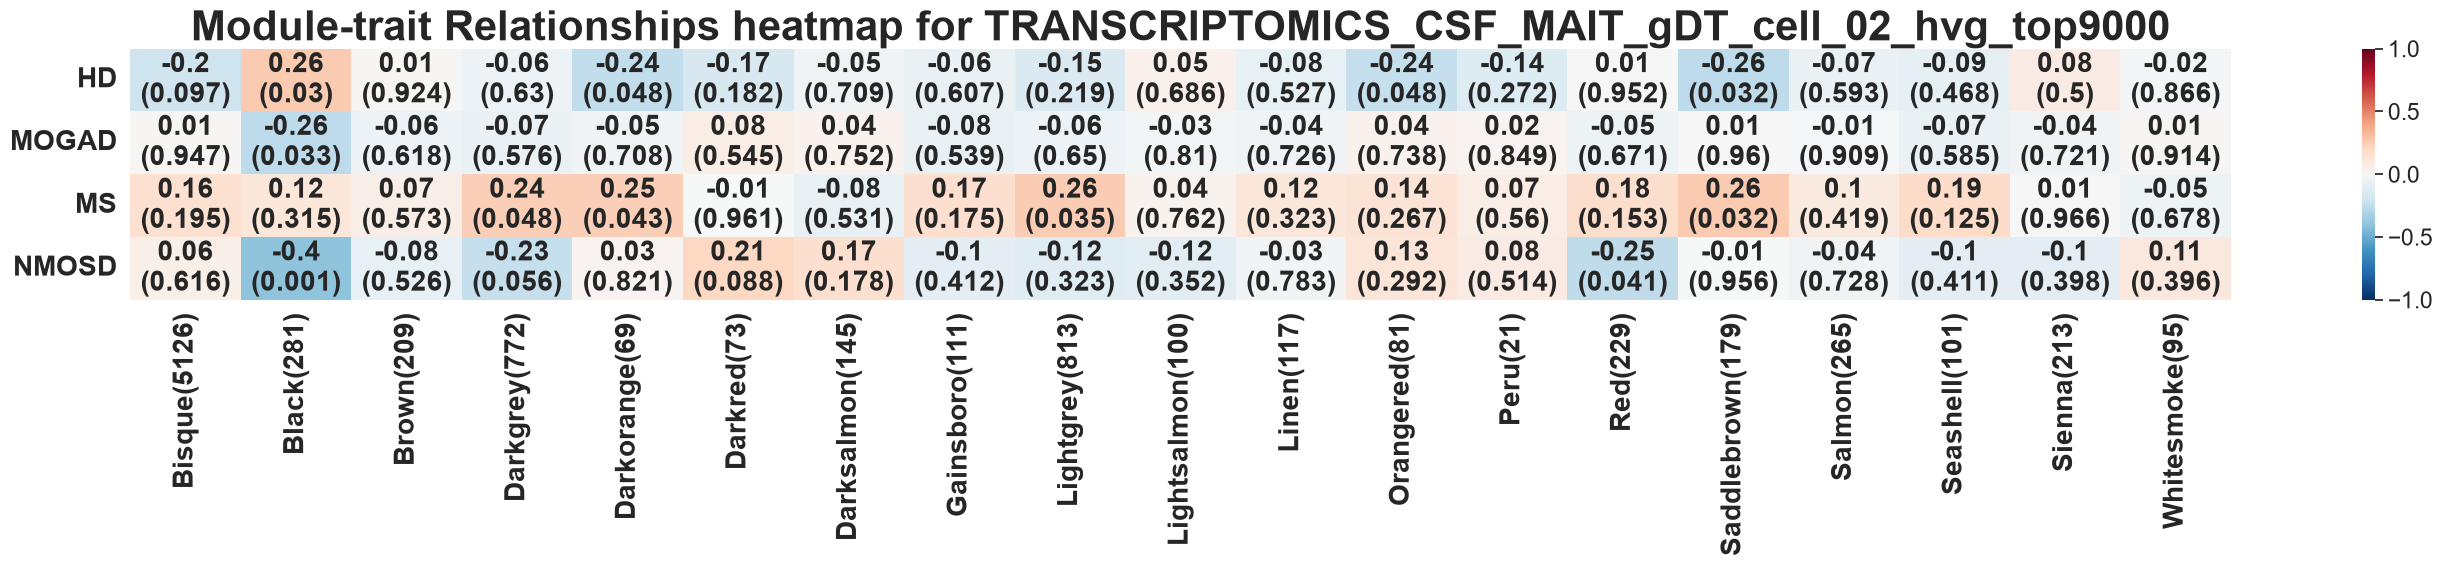 Module-trait Relationships heatmap for TRANSCRIPTOMICS_CSF_MAIT_gDT_cell_02_hvg_top9000
HD
-0.2 0.26 0.01 -0.06 -0.24 -0.17 -0.05 -0.06 -0.15 0.05 -0.08 -0.24 -0.14 0.01 -0.26 -0.07 -0.09 0.08 -0.02
(0.097) (0.03) (0.924) (0.63) (0.048) (0.182) (0.709) (0.607) (0.219) (0.686) (0.527) (0.048) (0.272) (0.952) (0.032) (0.593) (0.468) (0.5) (0.866)
MOGAD
0.01 -0.26 -0.06 -0.07 -0.05 0.08 0.04 -0.08 -0.06 -0.03 -0.04 0.04 0.02 -0.05 0.01 -0.01 -0.07 -0.04 0.01
(0.947) (0.033) (0.618) (0.576) (0.708) (0.545) (0.752) (0.539) (0.65) (0.81) (0.726) (0.738) (0.849) (0.671) (0.96) (0.909) (0.585) (0.721) (0.914)
MS
0.16 0.12 0.07 0.24 0.25 -0.01 -0.08 0.17 0.26 0.04 0.12 0.14 0.07 0.18 0.26 0.1 0.19 0.01 -0.05
(0.195) (0.315) (0.573) (0.048) (0.043) (0.961) (0.531) (0.175) (0.035) (0.762) (0.323) (0.267) (0.56) (0.153) (0.032) (0.419) (0.125) (0.966) (0.678)
NMOSD
0.06 -0.4 -0.08 -0.23 0.03 0.21 0.17 -0.1 -0.12 -0.12 -0.03 0.13 0.08 -0.25 -0.01 -0.04 -0.1 -0.1 0.11
(0.616) (0.001) (0.526) (0.056) (0.821) (0.088) (0.178) (0.412) (0.323) (0.352) (0.783) (0.292) (0.514) (0.041) (0.956) (0.728) (0.411) (0.398) (0.396)
Bisque(5126)
Black(281)
Brown(209)
Darkgrey(772)
Darkorange(69)
Darkred(73)
Darksalmon(145)
Gainsboro(111)
Lightgrey(813)
Lightsalmon(100)
Linen(117)
Orangered(81)
Peru(21)
Red(229)
Saddlebrown(179)
Salmon(265)
Seashell(101)
Sienna(213)
Whitesmoke(95)
1.0
0.5
0.0
−0.5
−1.0